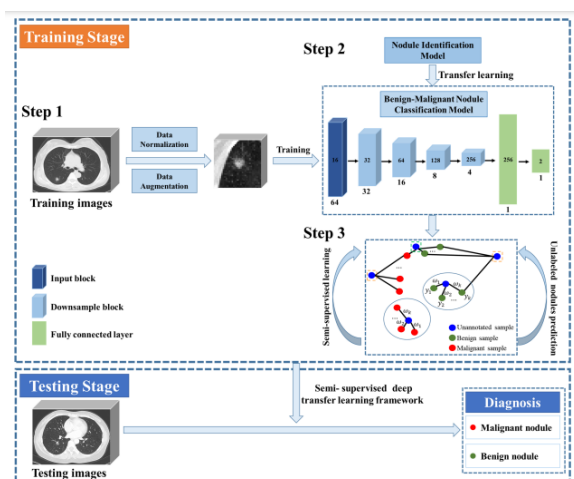 Training Stage
Step 2
Nodule Identification
Model
Transfer learning
Step 1
Data
Normalization
Data
Augmentation
Training images
Training
Benign-Malignant Nodule
Classification Model
32
64
128
256
256
2
64
32
16
8
4
1
1
Step 3
Input block
Downsample block
Fully connected layer
Semi-supervised learning
Unlabeled nodules prediction
Unannotated sample
Benign sample
Malignant sample
Testing Stage
Semi- supervised deep
transfer learning framework
Testing images
Diagnosis
Malignant nodule
Benign nodule